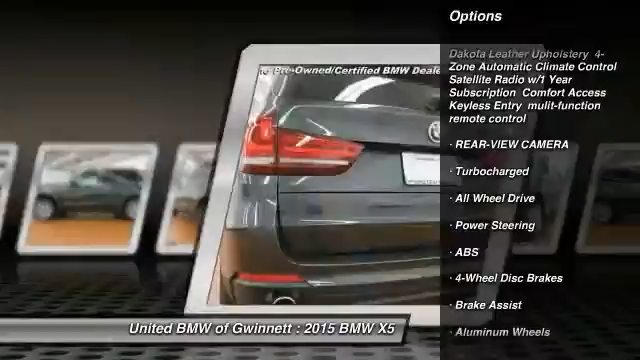 Options
Dakota Leather Upholstery  4-
Zone Automatic Climate Control
Satellite Radio w/1 Year
Subscription  Comfort Access
Keyless Entry  mulit-function
remote control
· REAR-VIEW CAMERA
· Turbocharged
· All Wheel Drive
· Power Steering
· ABS
· 4-Wheel Disc Brakes
· Brake Assist
· Aluminum Wheels
Pre-Owned/Certified BMW Deale
United BMW of Gwinnett : 2015 BMW X5